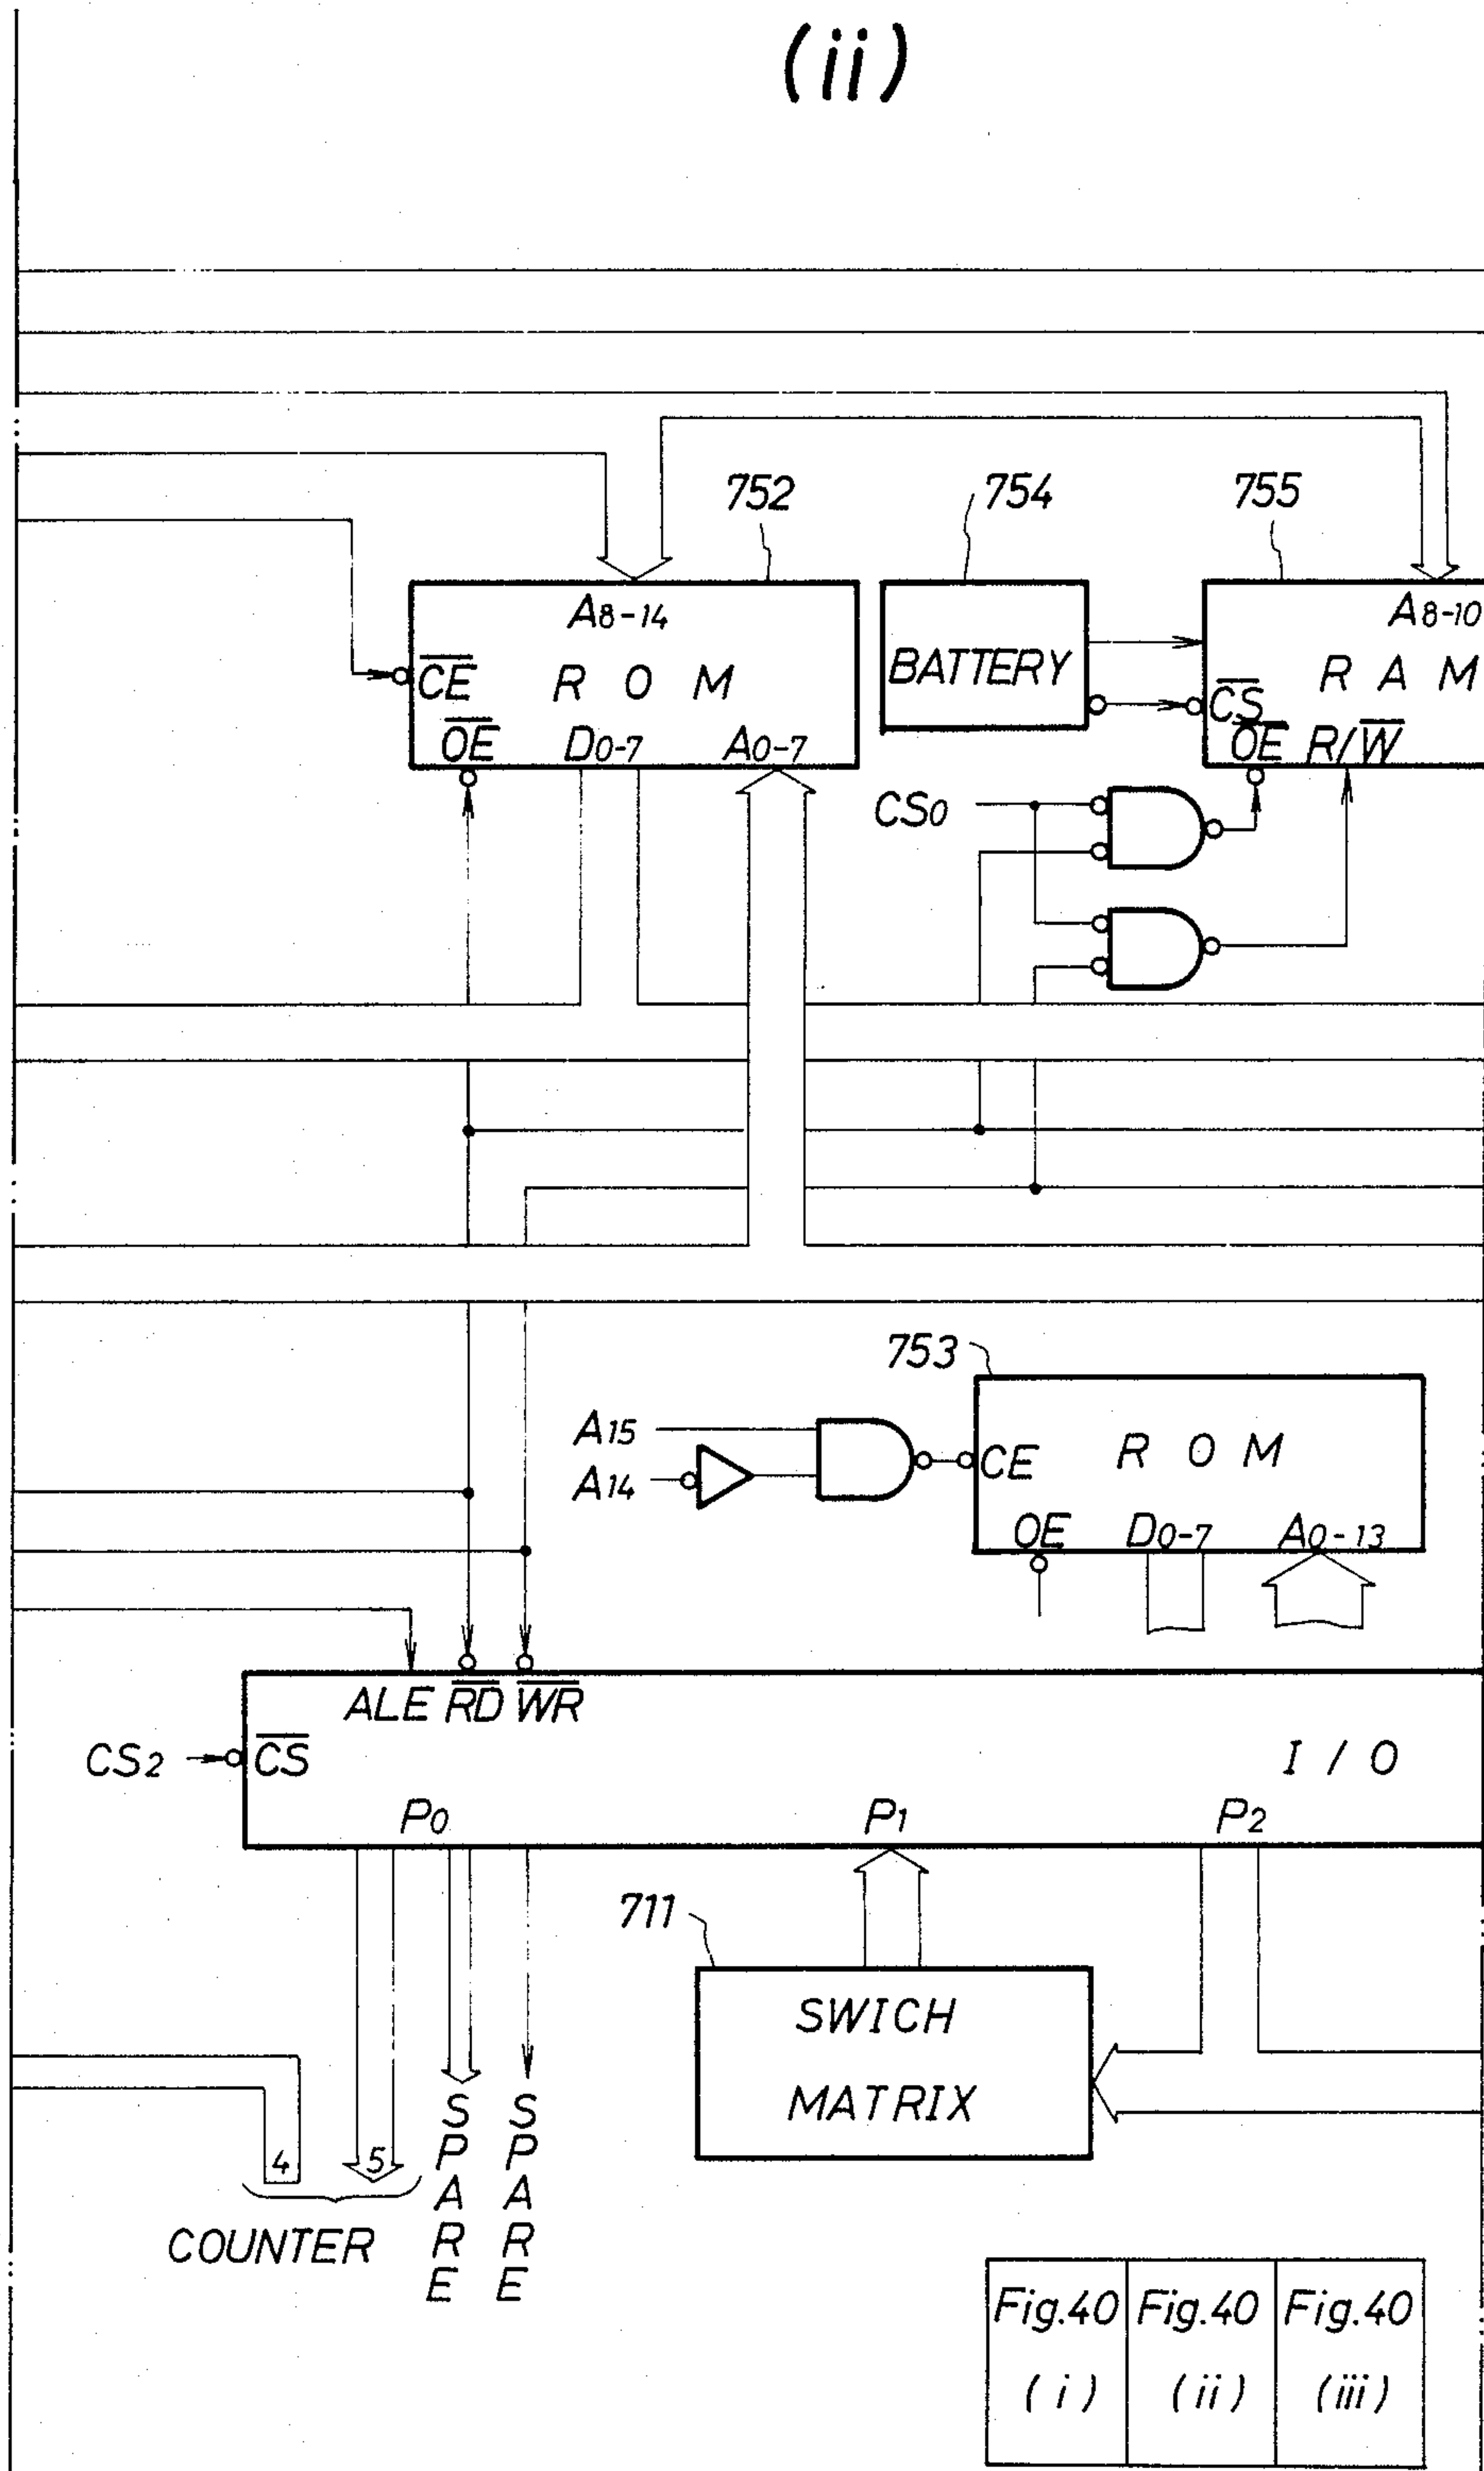 (ii)
752
754
755
A8-14
A8-10
CE
R O M
BATTERY
R A M
CS
OE
D0-7
A0-7
OE
R/W
CS0
753
A15
A14
CE
R O M
OE
D0-7
A0-13
ALE RD WR
CS2
CS
I / O
P0
P1
P2
711
SWICH
MATRIX
4
5
COUNTER
SPARE
SPARE
Fig.40
(i)
Fig.40
(ii)
Fig.40
(iii)